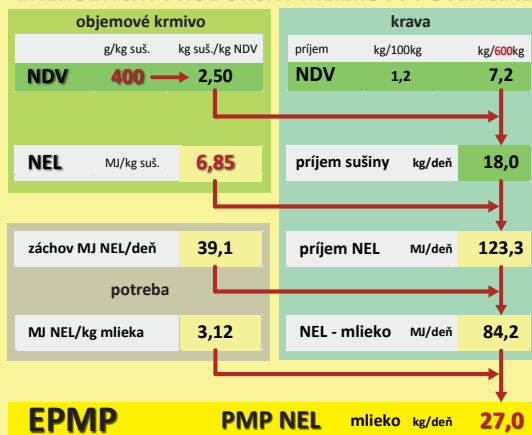 objemové krmivo
krava
g/kg suš. kg suš./kg NDV
príjem kg/100kg kg/600kg
NDV 400 2,50
NDV 1,2 7,2
NEL MJ/kg suš. 6,85
príjem sušiny kg/deň 18,0
záchov MJ NEL/deň 39,1
príjem NEL MJ/deň 123,3
potreba
MJ NEL/kg mlieka 3,12
NEL - mlieko MJ/deň 84,2
EPMP PMP NEL mlieko kg/deň 27,0